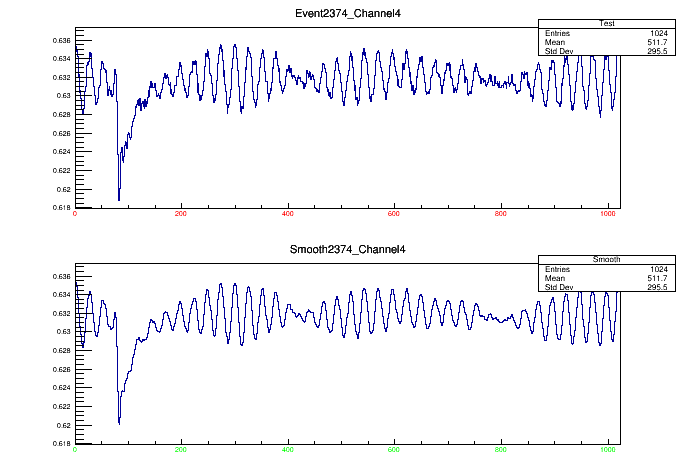 Event2374_Channel4
Test
Entries 1024
Mean 511.7
Std Dev 295.5
0.636
0.634
0.632
0.63
0.628
0.626
0.624
0.622
0.62
0.618
0 200 400 600 800 1000
Smooth2374_Channel4
Smooth
Entries 1024
Mean 511.7
Std Dev 295.5
0.636
0.634
0.632
0.63
0.628
0.626
0.624
0.622
0.62
0.618
0 200 400 600 800 1000